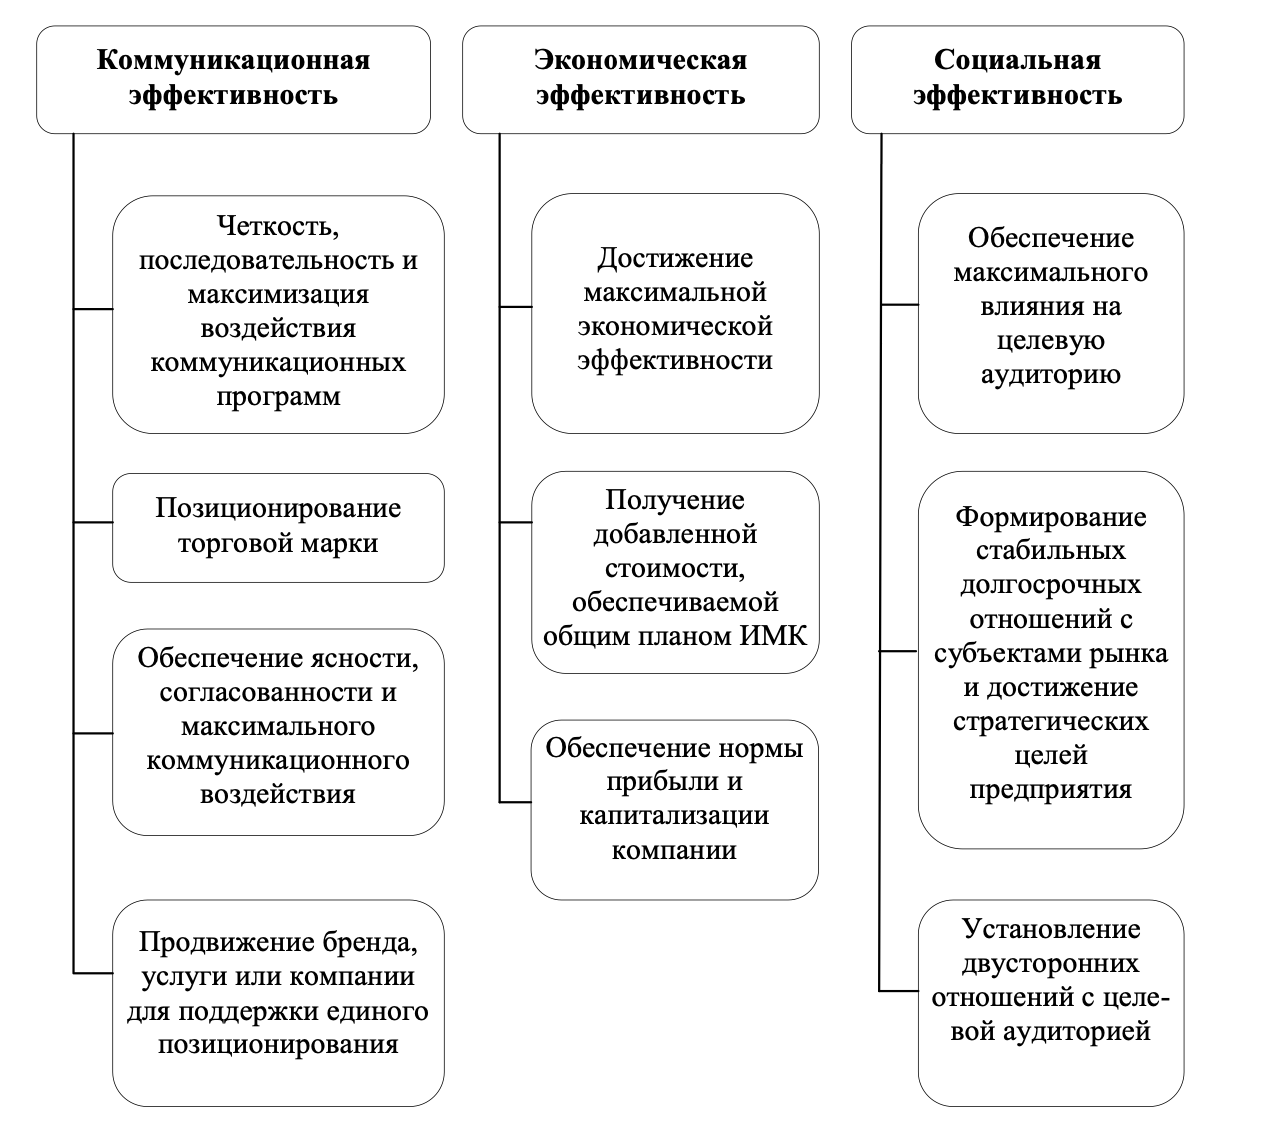 Коммуникационная
эффективность
Четкость,
последовательность и
максимизация
воздействия
коммуникационных
программ
Позиционирование
торговой марки
Обеспечение ясности,
согласованности и
максимального
коммуникационного
воздействия
Продвижение бренда,
услуги или компании
для поддержки единого
позиционирования
Экономическая
эффективность
Достижение
максимальной
экономической
эффективности
Получение
добавленной
стоимости,
обеспечиваемой
общим планом ИМК
Обеспечение нормы
прибыли и
капитализации
компании
Социальная
эффективность
Обеспечение
максимального
влияния на
целевую
аудиторию
Формирование
стабильных
долгосрочных
отношений с
субъектами рынка
и достижение
стратегических
целей
предприятия
Установление
двусторонних
отношений с целе-
вой аудиторией